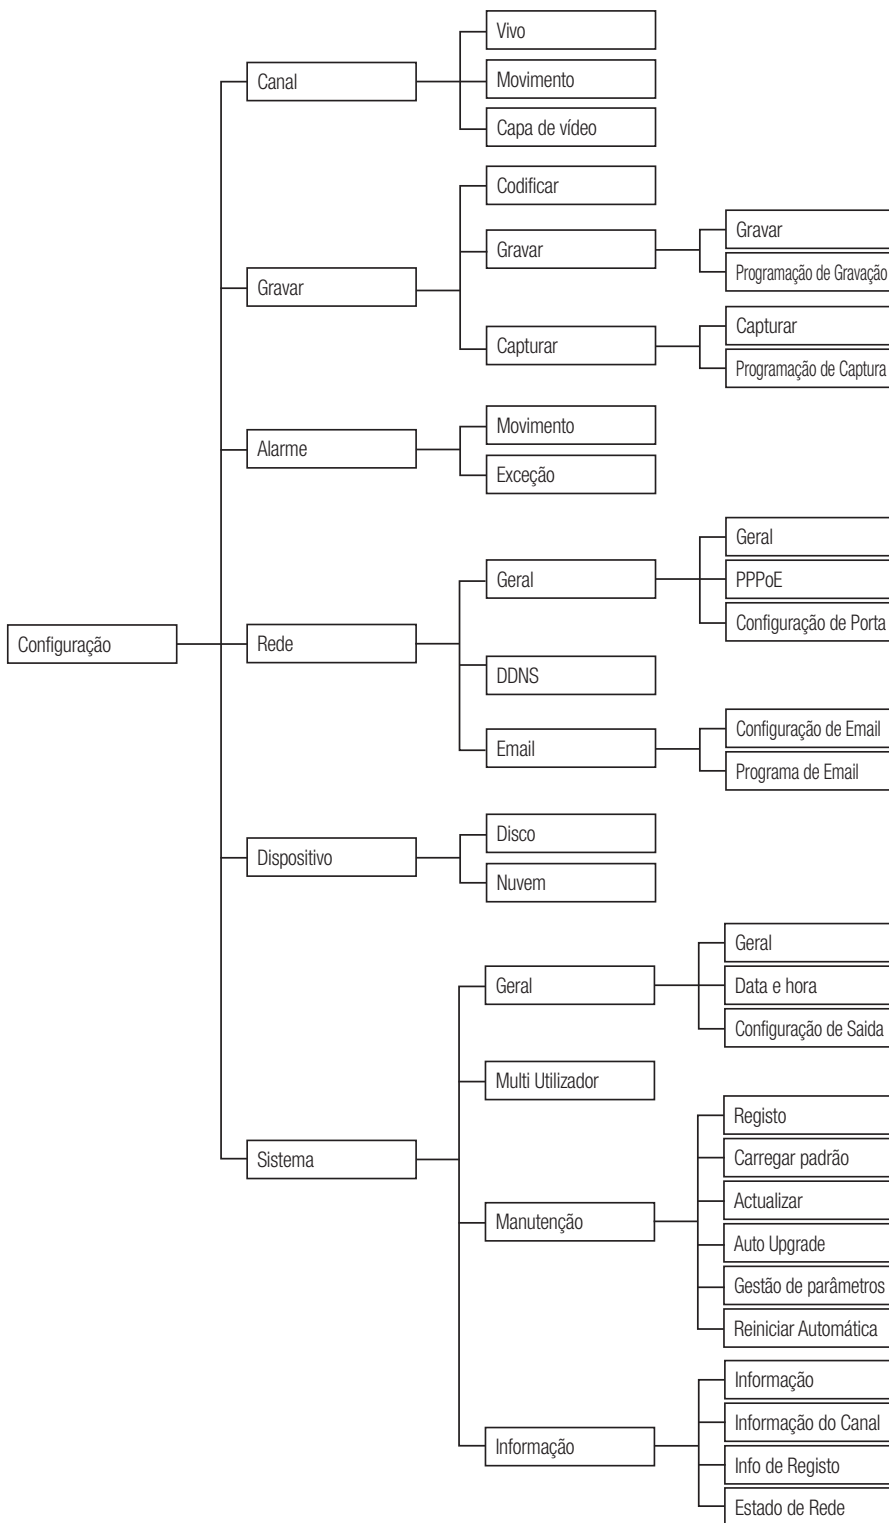 Vivo
Canal
Movimento
Capa de vídeo
Codificar
Gravar
Gravar
Programação de Gravação
Gravar
Capturar
Capturar
Programação de Captura
Alarme
Movimento
Exceção
Geral
Geral
PPPoE
Configuração de Porta
Configuração
Rede
DDNS
Email
Configuração de Email
Programa de Email
Dispositivo
Disco
Nuvem
Geral
Geral
Data e hora
Configuração de Saida
Multi Utilizador
Sistema
Manutenção
Registo
Carregar padrão
Actualizar
Auto Upgrade
Gestão de parâmetros
Reiniciar Automática
Informação
Informação
Informação do Canal
Info de Registo
Estado de Rede